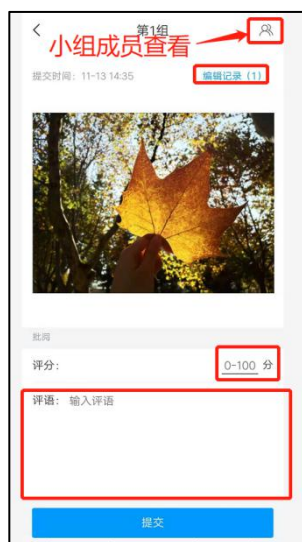 第1组
小组成员查看
提交时间：11-13 14:35 编辑记录（1）
批阅
评分： 0-100 分
评语： 输入评语
提交